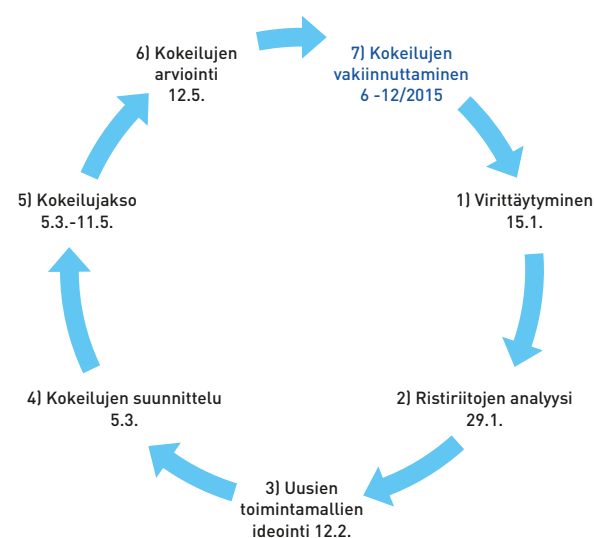 6) Kokeilujen
arviointi
12.5.
7) Kokeilujen
vakiinnuttaminen
6 -12/2015
1) Virittäytyminen
15.1.
2) Ristiriitojen analyysi
29.1.
3) Uusien
toimintamallien
ideointi 12.2.
4) Kokeilujen suunnittelu
5.3.
5) Kokeilujakso
5.3.-11.5.